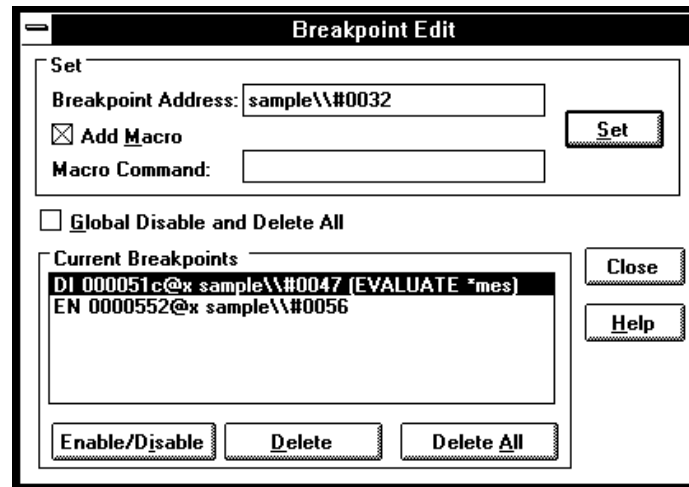 Breakpoint Edit
Set
Breakpoint Address: sample\\#0032
Set
Add Macro
Macro Command:
Global Disable and Delete All
Current Breakpoints
Close
DI 000051c@x sample\\#0047 (EVALUATE *mes)
EN 0000552@x sample\\#0056
Help
Enable/Disable Delete Delete All